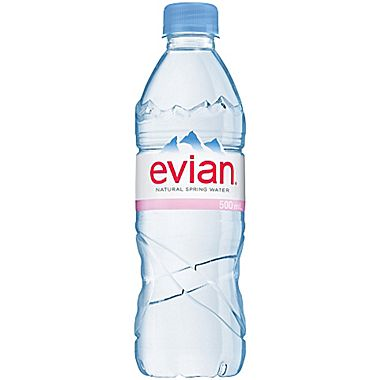 evian.
NATURAL SPRING WATER
500 mL